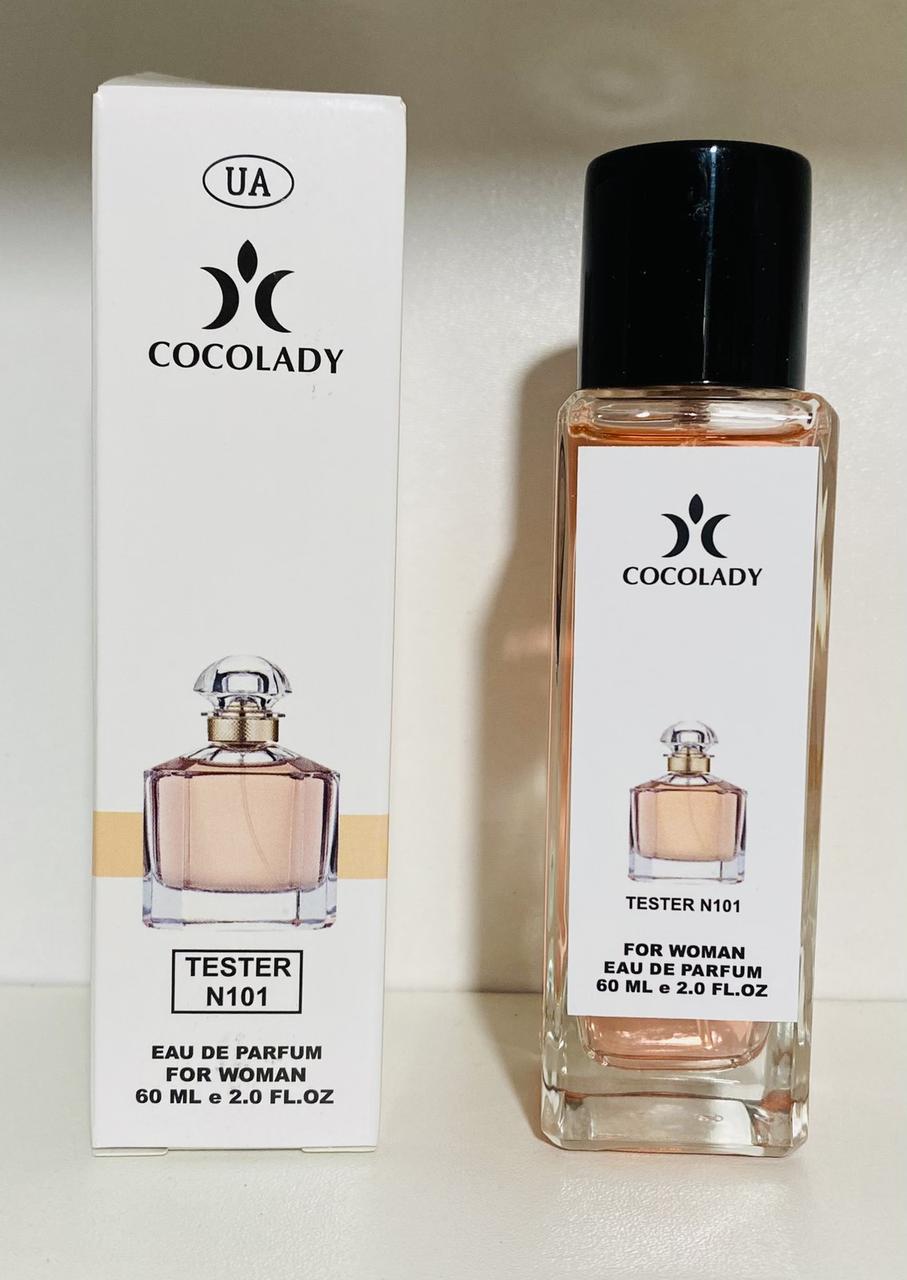 UA
COCOLADY
TESTER
N101
EAU DE PARFUM
FOR WOMAN
60 ML e 2.0 FL.OZ
COCOLADY
TESTER N101
FOR WOMAN
EAU DE PARFUM
60 ML e 2.0 FL.OZ